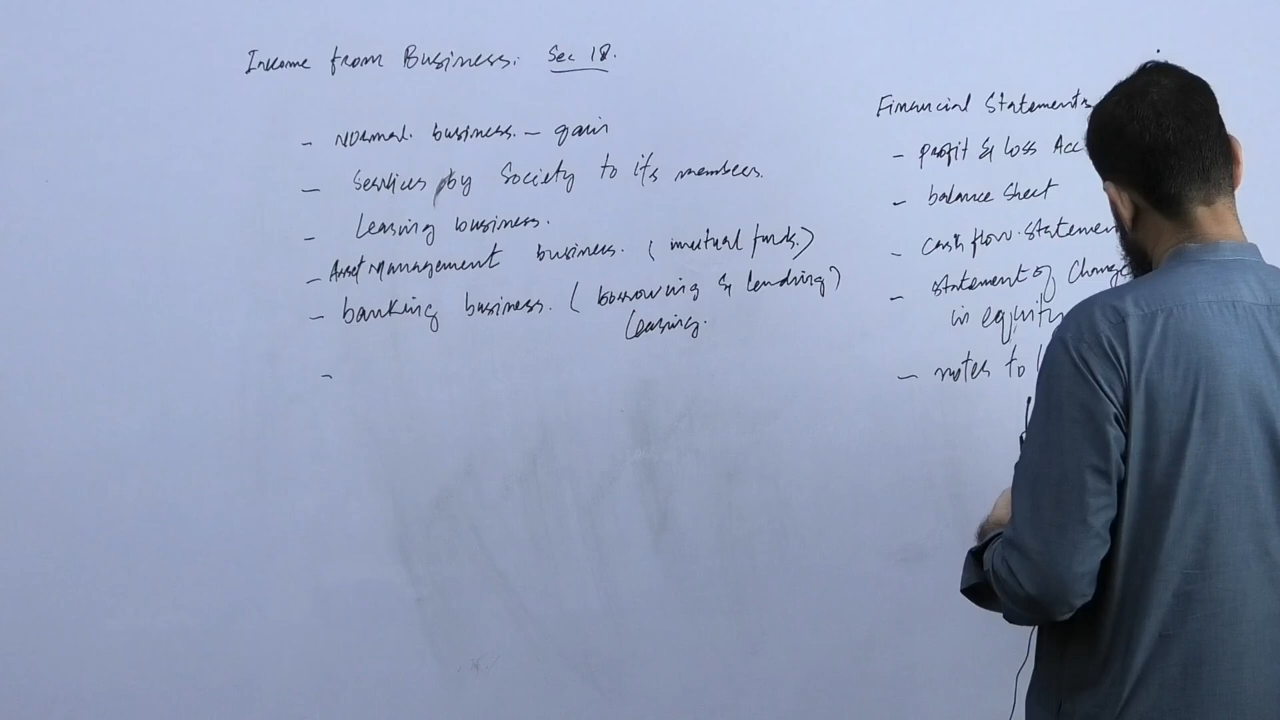 Income from Business. Sec 18.
- Normal. business. - gain
- Services by Society to its members.
- Leasing business.
- Asset Management business. (mutual funds.)
- banking business. (borrowing & lending)
leasing.
-
Financial Statements
- profit & loss Acc
- balance sheet
- Cash flow. statemen
- statement of Change
in equity
- notes to